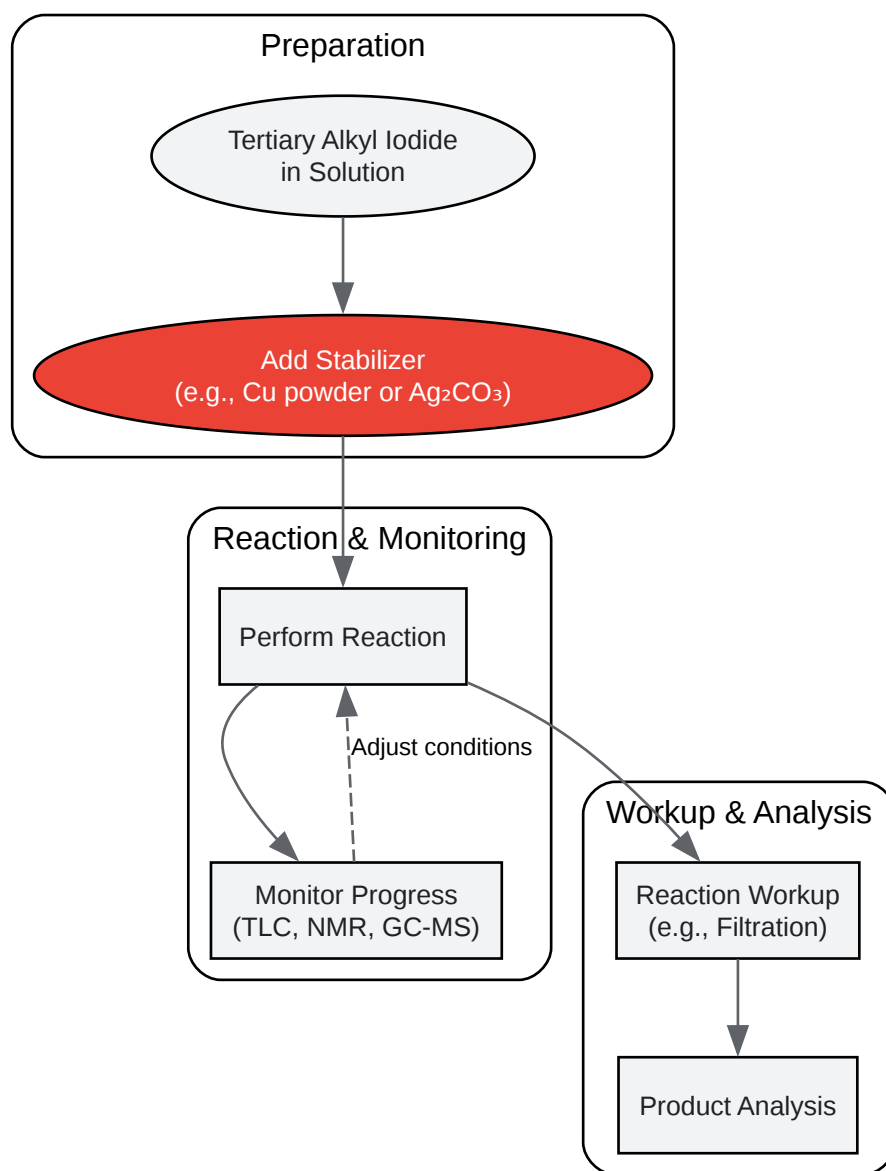 Preparation
Tertiary Alkyl Iodide
in Solution
Add Stabilizer
(e.g., Cu powder or Ag₂CO₃)
Reaction & Monitoring
Perform Reaction
Adjust conditions
Monitor Progress
(TLC, NMR, GC-MS)
Workup & Analysis
Reaction Workup
(e.g., Filtration)
Product Analysis